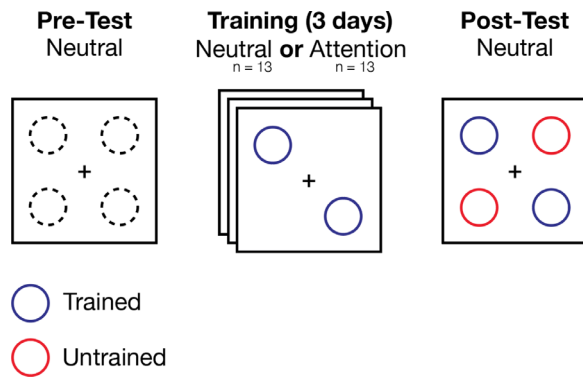 Pre-Test
Neutral
Training (3 days)
Neutral or Attention
n = 13
n = 13
Post-Test
Neutral
+
+
+
Trained
Untrained